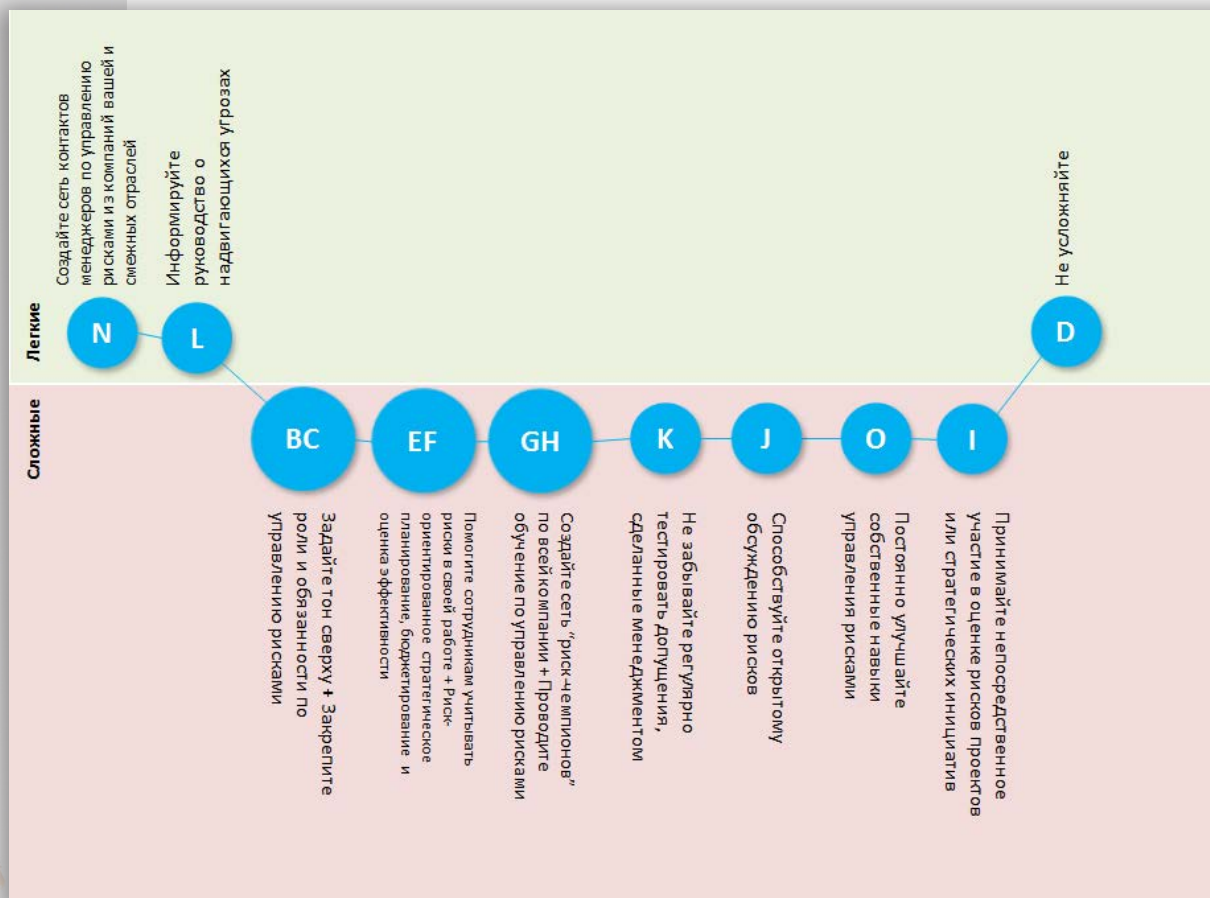 Легкие
Создайте сеть контактов
менеджеров по управлению
рисками из компаний вашей и
смежных отраслей
Информируйте
руководство о
надвигающихся угрозах
Не усложняйте
N
L
D
Сложные
BC
EF
GH
K
J
O
I
Задайте тон сверху + Закрепите
роли и обязанности по
управлению рисками
Помогите сотрудникам учитывать
риски в своей работе + Риск-
ориентированное стратегическое
планирование, бюджетирование и
оценка эффективности
Создайте сеть “риск-чемпионов”
по всей компании + Проводите
обучение по управлению рисками
Не забывайте регулярно
тестировать допущения,
сделанные менеджментом
Способствуйте открытому
обсуждению рисков
Постоянно улучшайте
собственные навыки
управления рисками
Принимайте непосредственное
участие в оценке рисков проектов
или стратегических инициатив